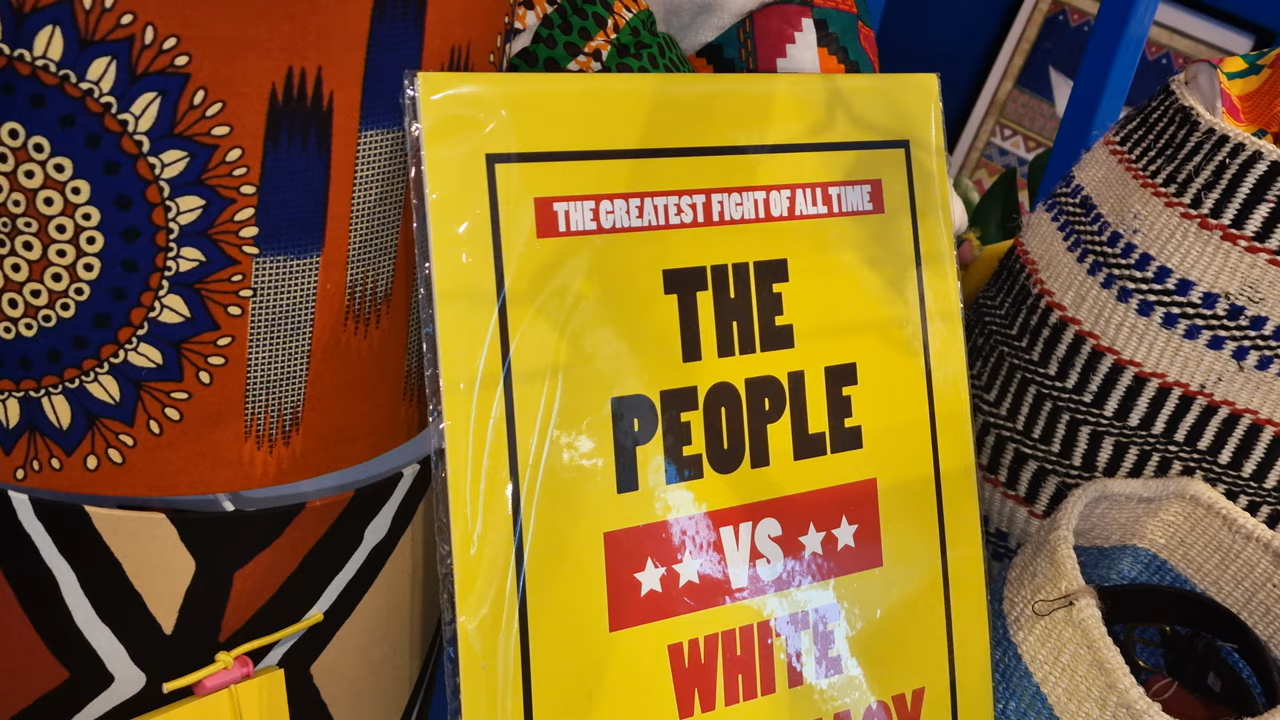 THE GREATEST FIGHT OF ALL TIME
THE
PEOPLE
VS
WHITE